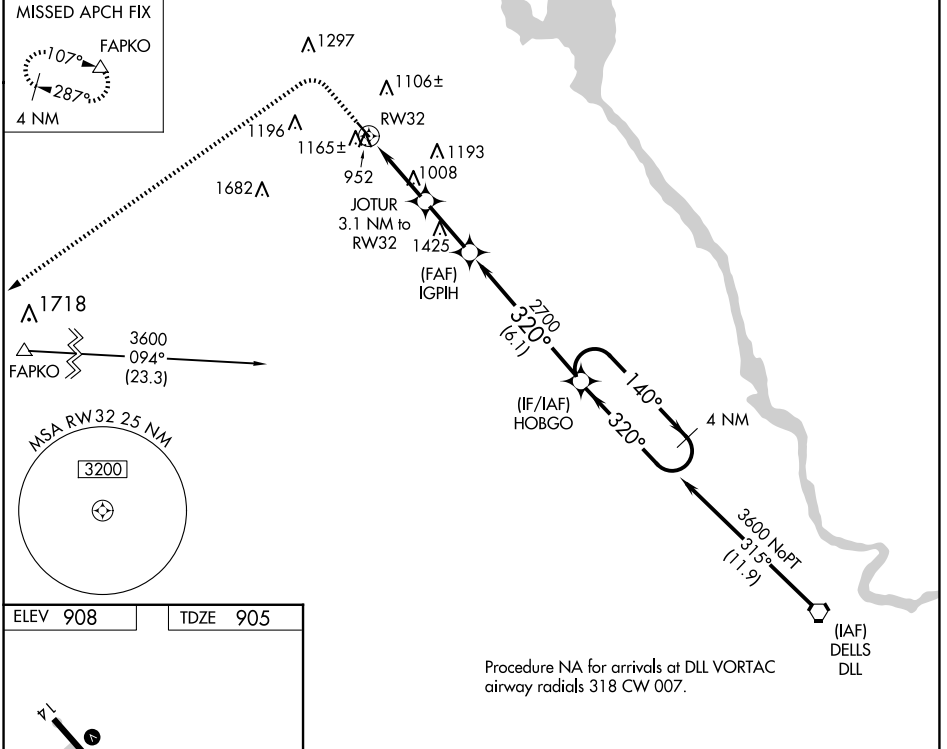 MISSED APCH FIX
FAPKO
107°
287°
4 NM
1297
1106±
RW32
1196
1165±
952
1193
1008
1682
JOTUR
3.1 NM to
RW32
1425
(FAF)
IGPIH
1718
3600
094°
(23.3)
FAPKO
2700
320°
(6.1)
(IF/IAF)
HOBGO
140°
320°
4 NM
MSA RW32 25 NM
3200
3600 NoPT
315°
(11.9)
(IAF)
DELLS
DLL
Procedure NA for arrivals at DLL VORTAC
airway radials 318 CW 007.
ELEV 908
TDZE 905
14
V